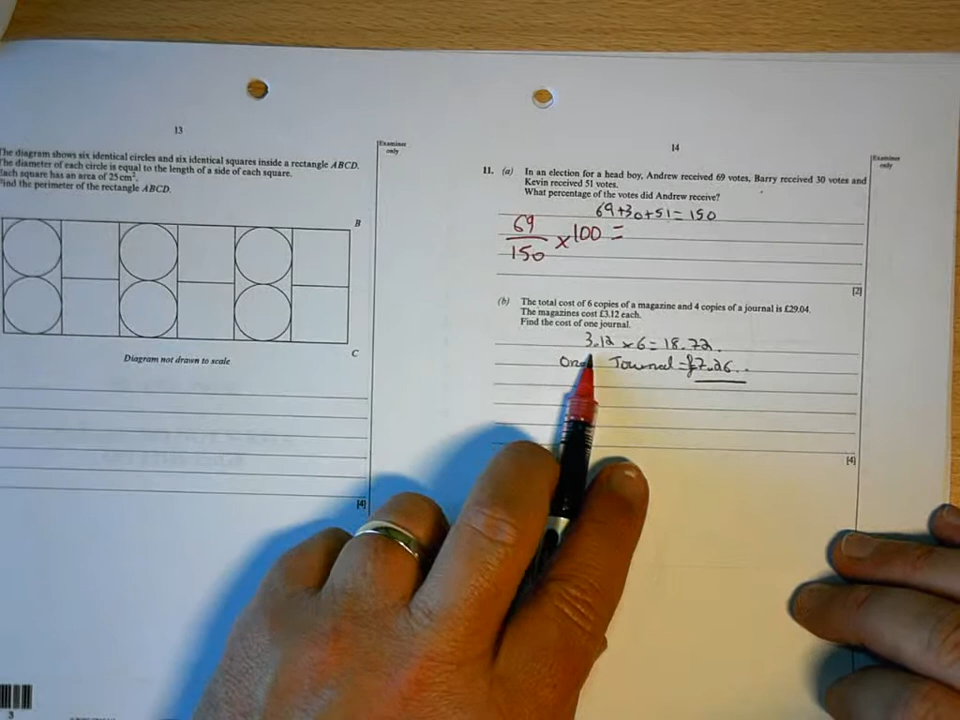 13
Examiner
only
The diagram shows six identical circles and six identical squares inside a rectangle ABCD.
The diameter of each circle is equal to the length of a side of each square.
Each square has an area of 25cm².
Find the perimeter of the rectangle ABCD.
B
C
Diagram not drawn to scale
[4]
3
14
Examiner
only
11. (a) In an election for a head boy, Andrew received 69 votes, Barry received 30 votes and
Kevin received 51 votes.
What percentage of the votes did Andrew receive?
69+30+51=150
69/150 × 100 =
[2]
(b) The total cost of 6 copies of a magazine and 4 copies of a journal is £29.04.
The magazines cost £3.12 each.
Find the cost of one journal.
3.12 × 6 = 18.72.
Journal = £7.26..
[4]